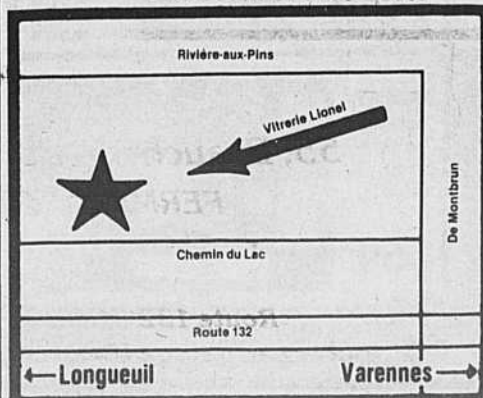 Rivière-aux-Pins
Vitrerie Lionel
De Montbrun
Chemin du Lac
Route 132
Longueuil
Varennes